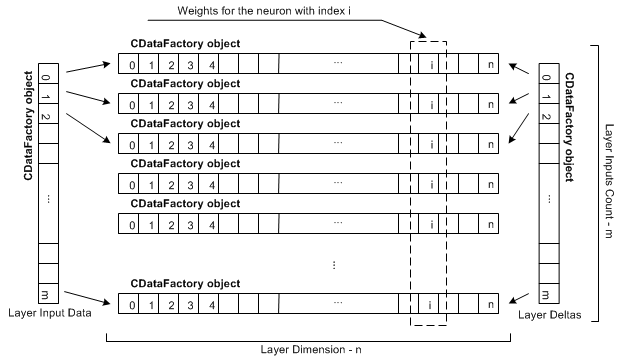 Weights for the neuron with index i
CDataFactory object
0 1 2 3 4 ... i n
CDataFactory object
0 1 2 3 4 ... i n
CDataFactory object
0 1 2 3 4 ... i n
CDataFactory object
0 1 2 3 4 ... i n
CDataFactory object
0 1 2 3 4 ... i n
...
CDataFactory object
0 1 2 3 4 ... i n
CDataFactory object
0
1
2
...
m
Layer Input Data
0
1
2
...
m
CDataFactory object
Layer Deltas
Layer Inputs Count - m
Layer Dimension - n